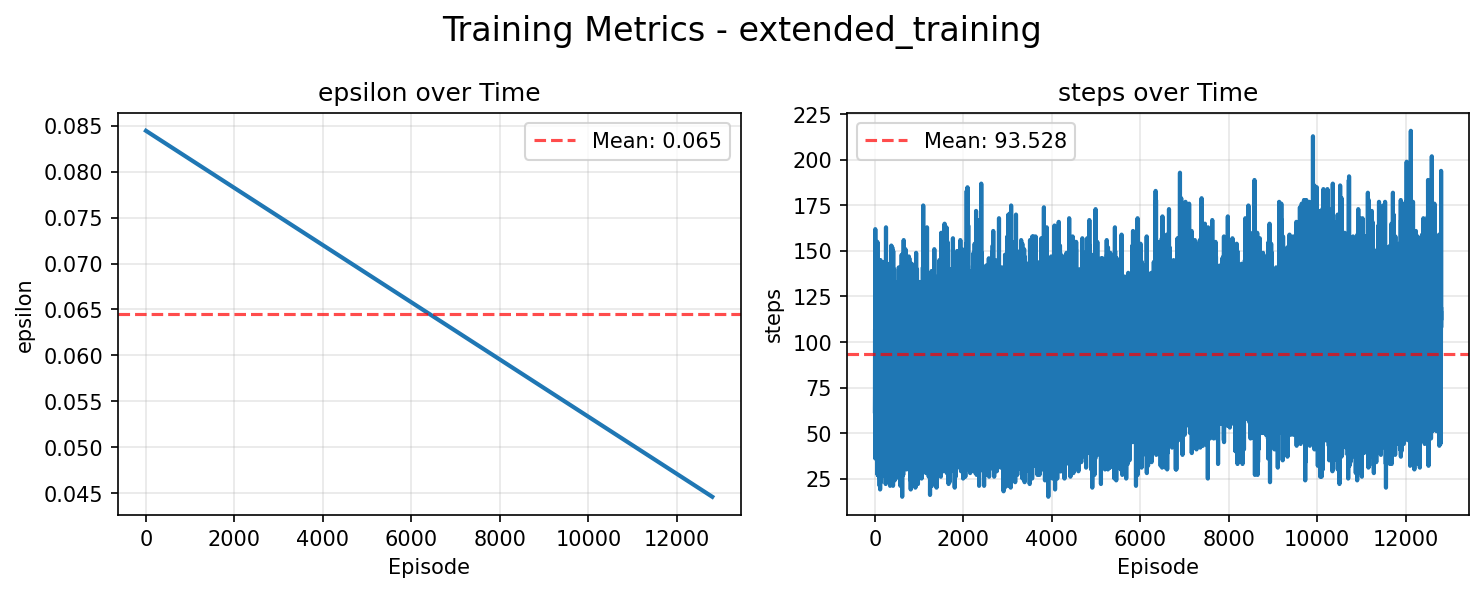 Training Metrics - extended_training
epsilon over Time
Mean: 0.065
0.085
0.080
0.075
0.070
0.065
0.060
0.055
0.050
0.045
epsilon
0 2000 4000 6000 8000 10000 12000
Episode
steps over Time
Mean: 93.528
225
200
175
150
125
100
75
50
25
steps
0 2000 4000 6000 8000 10000 12000
Episode